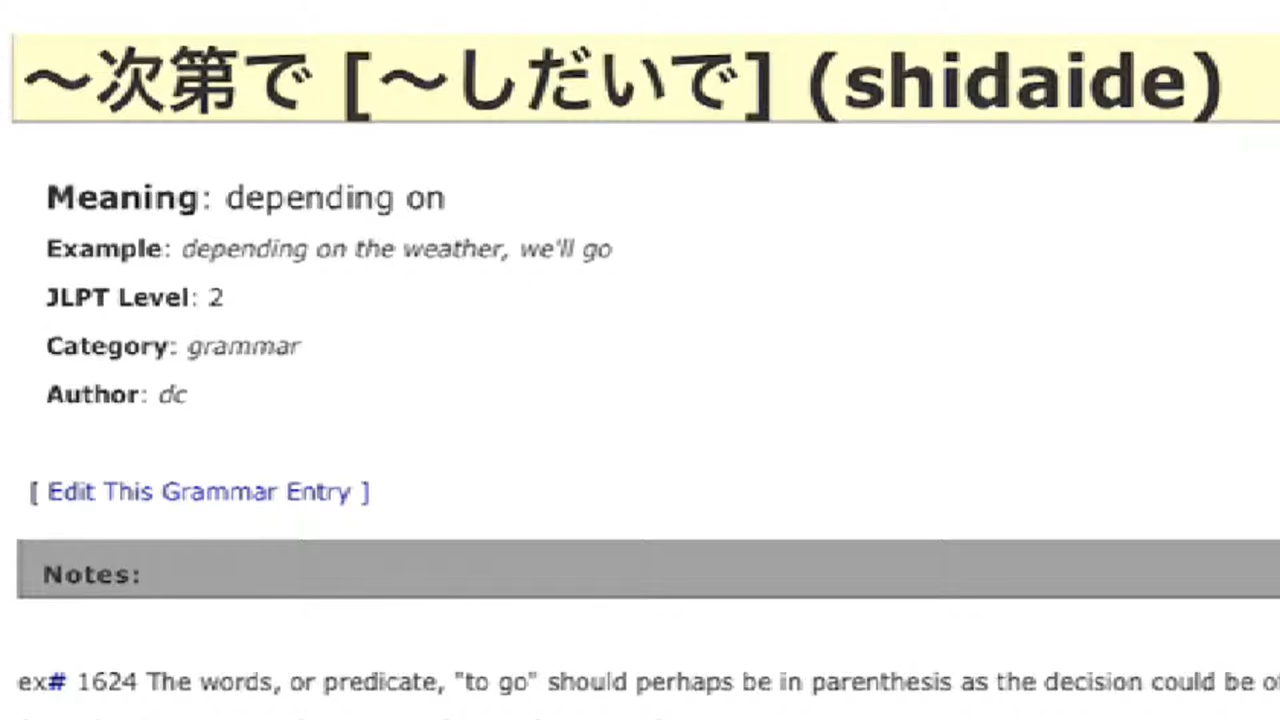 ～次第で [～しだいで] (shidaide)
Meaning: depending on
Example: depending on the weather, we'll go
JLPT Level: 2
Category: grammar
Author: dc
[ Edit This Grammar Entry ]
Notes:
ex# 1624 The words, or predicate, "to go" should perhaps be in parenthesis as the decision could be